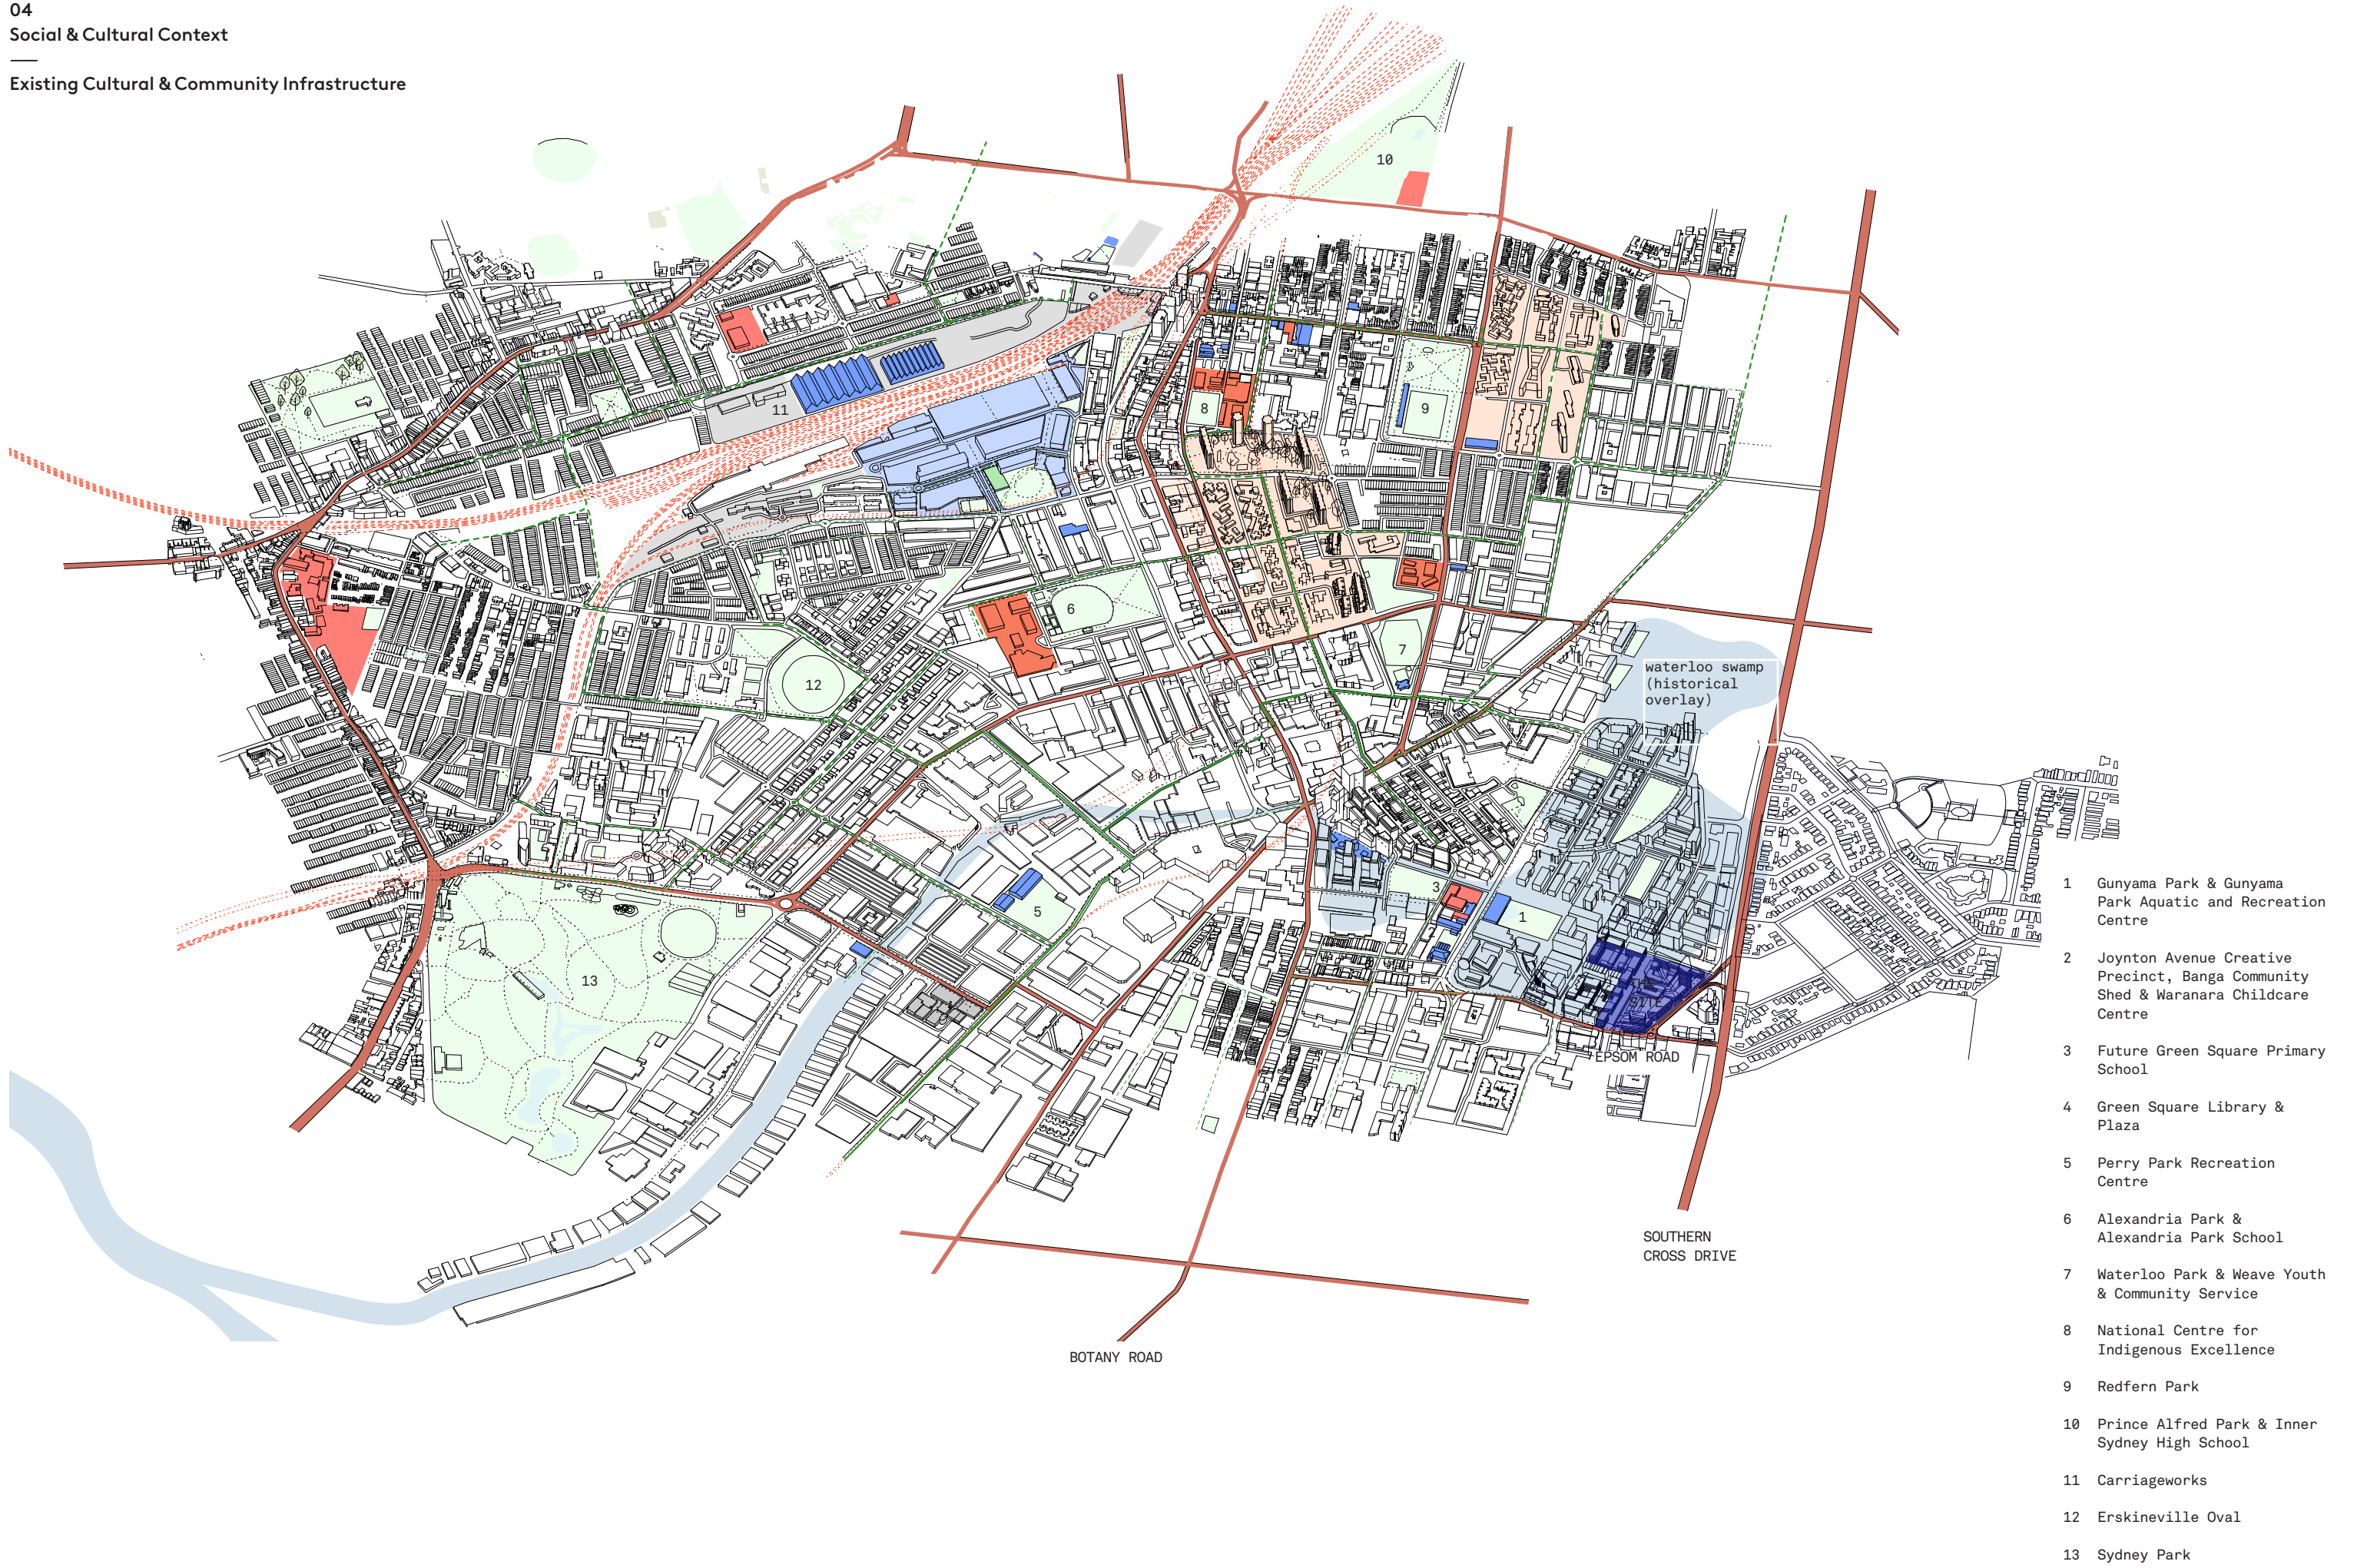 04
Social & Cultural Context
—
Existing Cultural & Community Infrastructure
10
11
8
9
6
7
12
waterloo swamp
(historical
overlay)
3
5
1
2
13
4
THE
SITE
EPSOM ROAD
SOUTHERN
CROSS DRIVE
BOTANY ROAD
1 Gunyama Park & Gunyama
Park Aquatic and Recreation
Centre
2 Joynton Avenue Creative
Precinct, Banga Community
Shed & Waranara Childcare
Centre
3 Future Green Square Primary
School
4 Green Square Library &
Plaza
5 Perry Park Recreation
Centre
6 Alexandria Park &
Alexandria Park School
7 Waterloo Park & Weave Youth
& Community Service
8 National Centre for
Indigenous Excellence
9 Redfern Park
10 Prince Alfred Park & Inner
Sydney High School
11 Carriageworks
12 Erskineville Oval
13 Sydney Park